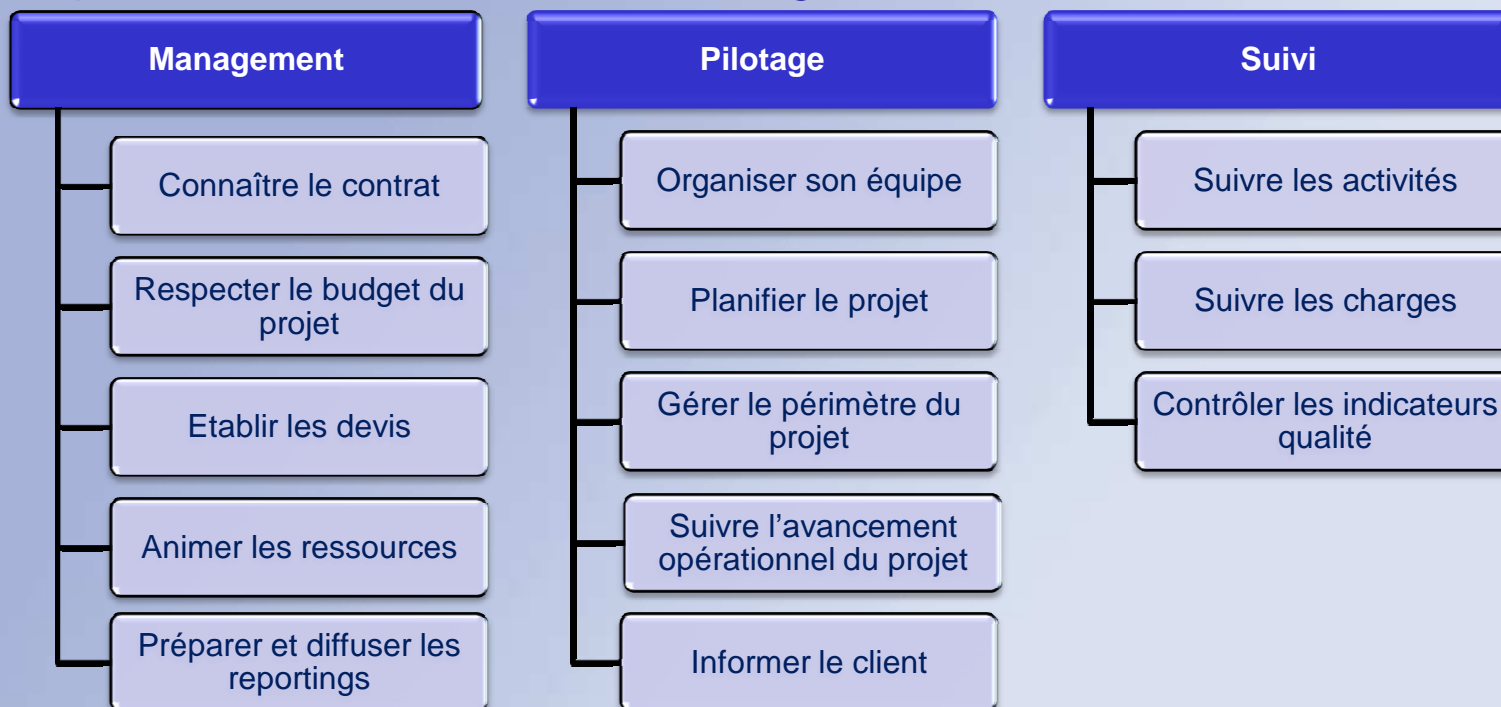 Management
Connaître le contrat
Respecter le budget du
projet
Etablir les devis
Animer les ressources
Préparer et diffuser les
reportings
Pilotage
Organiser son équipe
Planifier le projet
Gérer le périmètre du
projet
Suivre l’avancement
opérationnel du projet
Informer le client
Suivi
Suivre les activités
Suivre les charges
Contrôler les indicateurs
qualité